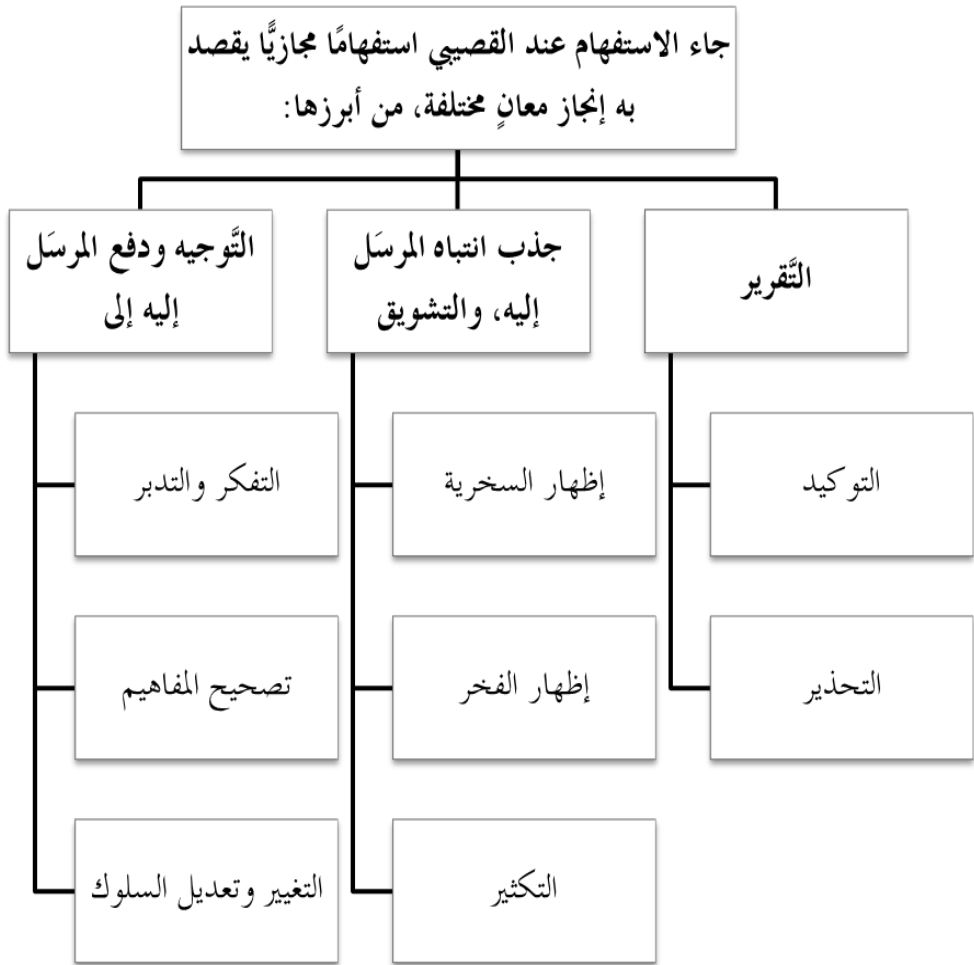 جاء الاستفهام عند القصيبي استفهامًا مجازيًّا يقصد
به إنجاز معانٍ مختلفة، من أبرزها:
التَّقرير
التوكيد
التحذير
جذب انتباه المرسَل
إليه، والتشويق
إظهار السخرية
إظهار الفخر
التكثير
التَّوجيه ودفع المرسَل
إليه إلى
التفكر والتدبر
تصحيح المفاهيم
التغيير وتعديل السلوك